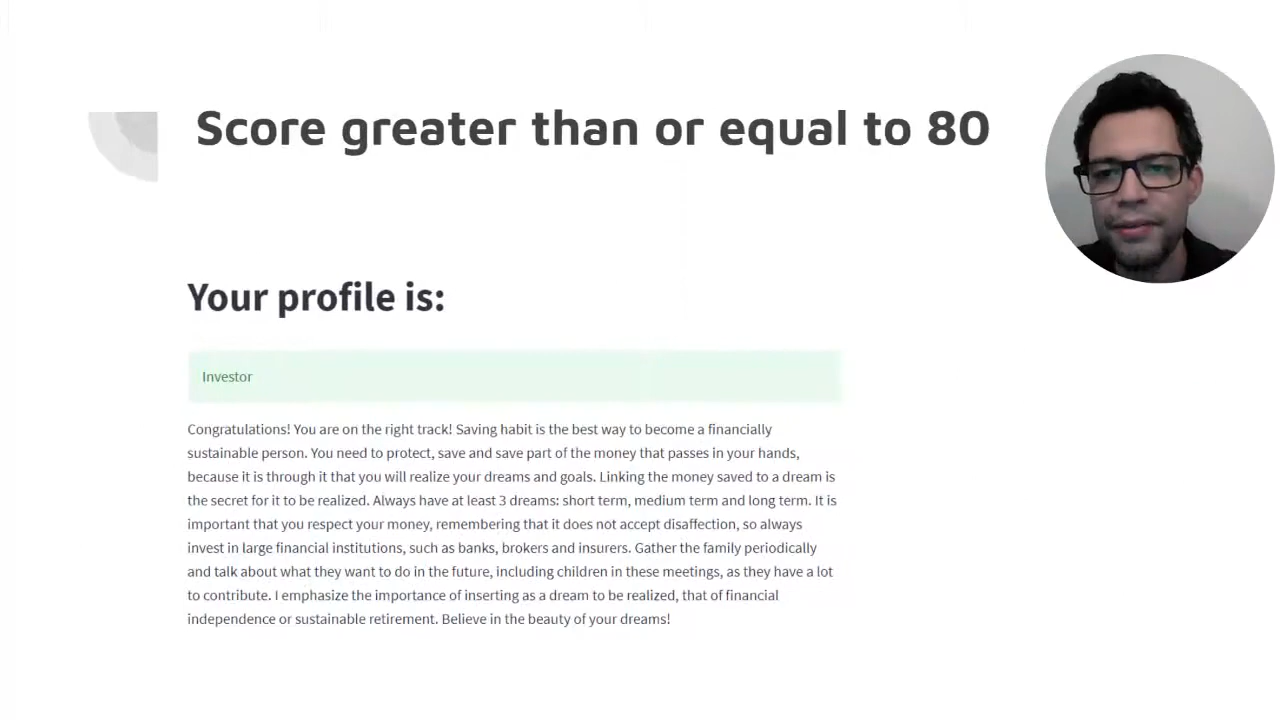 Score greater than or equal to 80
Your profile is:
Investor
Congratulations! You are on the right track! Saving habit is the best way to become a financially
sustainable person. You need to protect, save and save part of the money that passes in your hands,
because it is through it that you will realize your dreams and goals. Linking the money saved to a dream is
the secret for it to be realized. Always have at least 3 dreams: short term, medium term and long term. It is
important that you respect your money, remembering that it does not accept disaffection, so always
invest in large financial institutions, such as banks, brokers and insurers. Gather the family periodically
and talk about what they want to do in the future, including children in these meetings, as they have a lot
to contribute. I emphasize the importance of inserting as a dream to be realized, that of financial
independence or sustainable retirement. Believe in the beauty of your dreams!